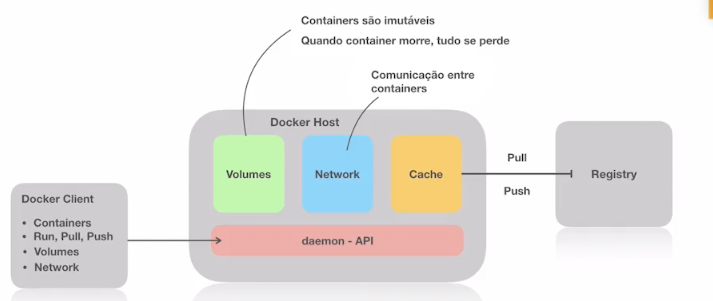 Containers são imutáveis
Quando container morre, tudo se perde
Comunicação entre
containers
Docker Host
Volumes
Network
Cache
Pull
Push
Registry
Docker Client
• Containers
• Run, Pull, Push
• Volumes
• Network
daemon - API